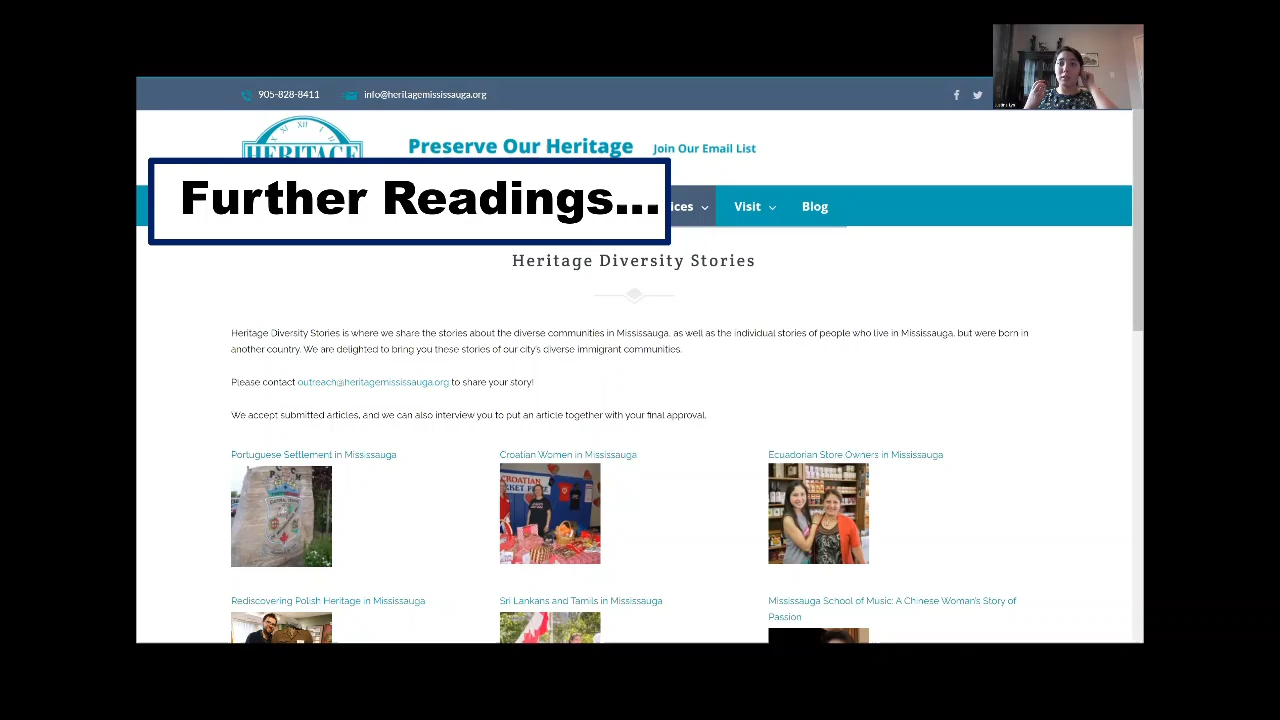 905-828-8411 info@heritagemississauga.org
XI XII I II
HERITAGE
Preserve Our Heritage Join Our Email List
Further Readings...
ices Visit Blog
Heritage Diversity Stories
Heritage Diversity Stories is where we share the stories about the diverse communities in Mississauga, as well as the individual stories of people who live in Mississauga, but were born in
another country. We are delighted to bring you these stories of our city's diverse immigrant communities.
Please contact outreach@heritagemississauga.org to share your story!
We accept submitted articles, and we can also interview you to put an article together with your final approval.
Portuguese Settlement in Mississauga
Croatian Women in Mississauga
Ecuadorian Store Owners in Mississauga
CROATIAN
Rediscovering Polish Heritage in Mississauga
Sri Lankans and Tamils in Mississauga
Mississauga School of Music: A Chinese Woman's Story of
Passion